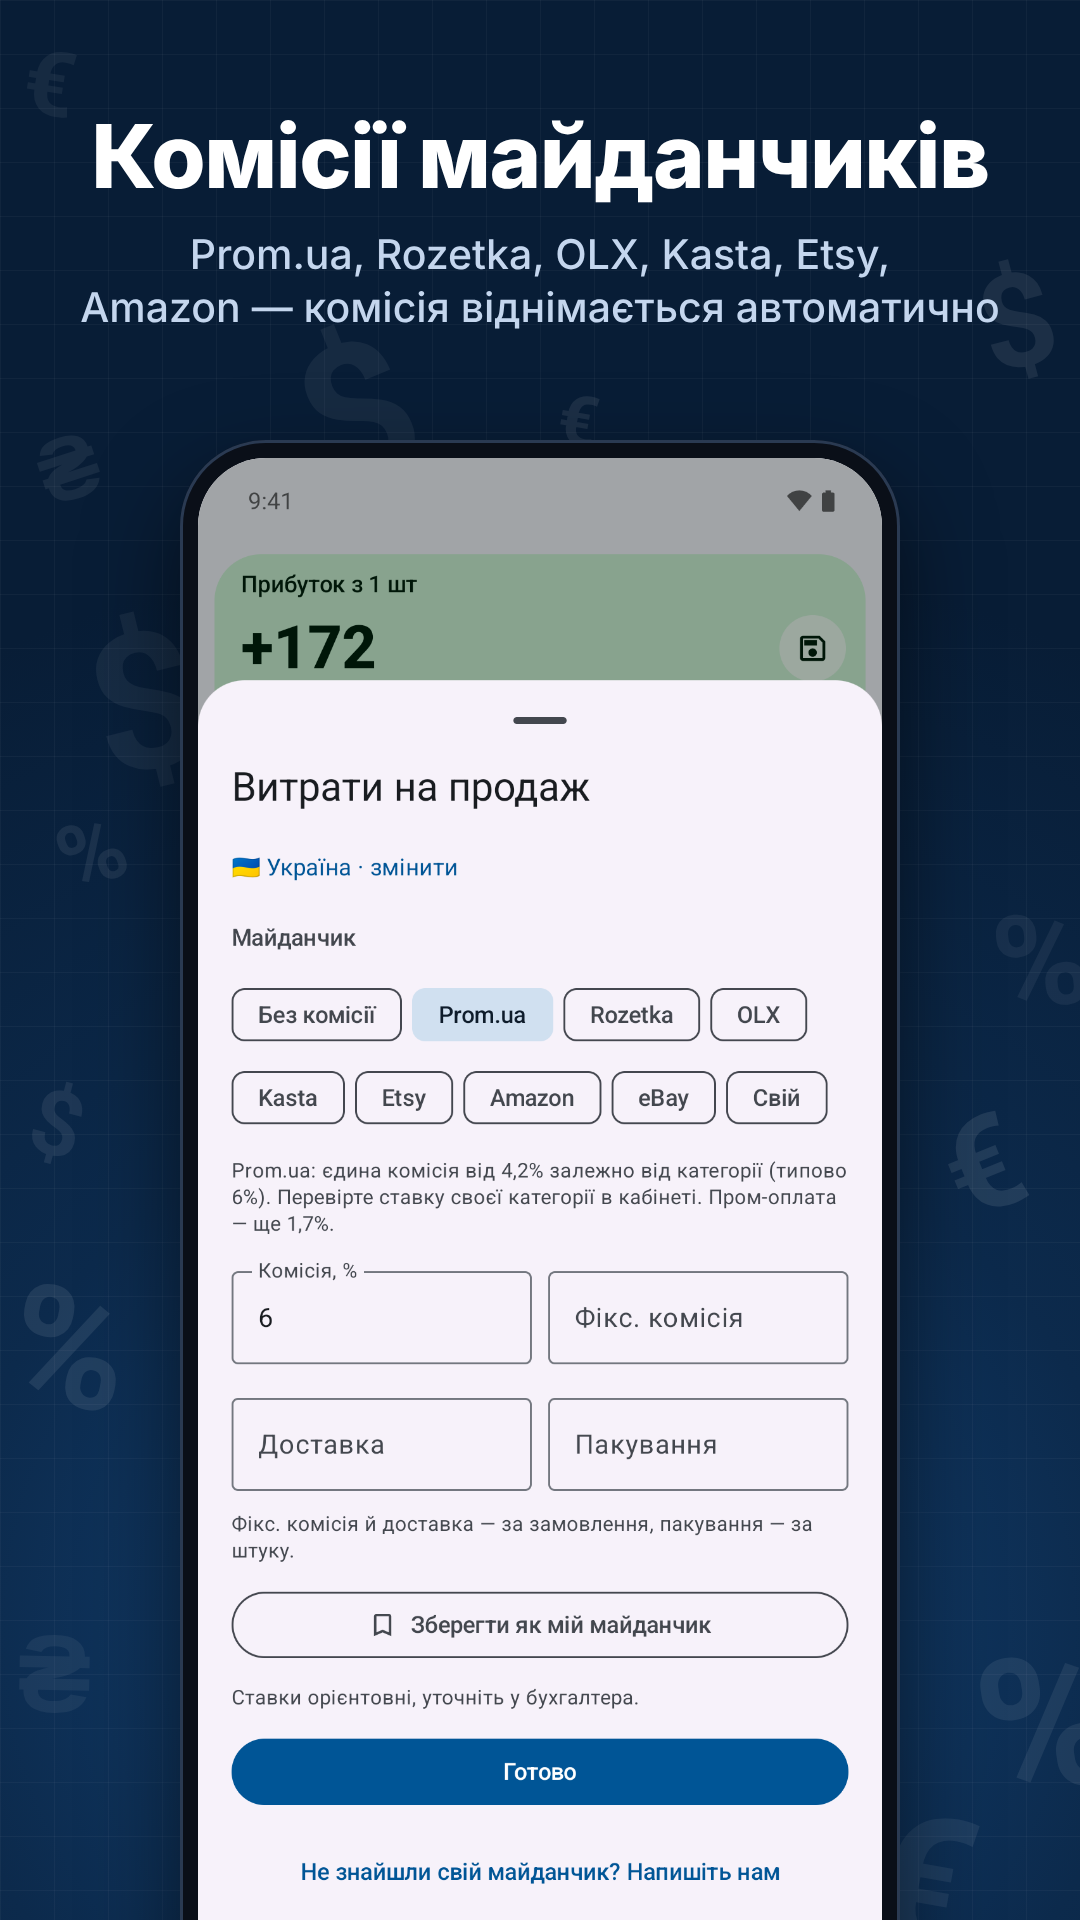 Комісії майданчиків
Prom.ua, Rozetka, OLX, Kasta, Etsy,
Amazon — комісія віднімається автоматично
9:41
Прибуток з 1 шт
+172
Витрати на продаж
🇺🇦 Україна · змінити
Майданчик
Без комісії Prom.ua Rozetka OLX
Kasta Etsy Amazon eBay Свій
Prom.ua: єдина комісія від 4,2% залежно від категорії (типово
6%). Перевірте ставку своєї категорії в кабінеті. Пром-оплата
— ще 1,7%.
Комісія, %
6 Фікс. комісія
Доставка Пакування
Фікс. комісія й доставка — за замовлення, пакування — за
штуку.
Зберегти як мій майданчик
Ставки орієнтовні, уточніть у бухгалтера.
Готово
Не знайшли свій майданчик? Напишіть нам